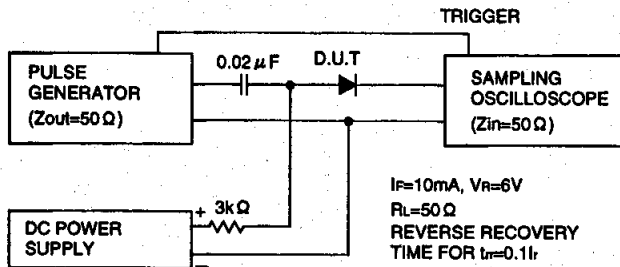 TRIGGER
0.02μF
D.U.T
PULSE
GENERATOR
(Zout=50Ω)
SAMPLING
OSCILLOSCOPE
(Zin=50Ω)
+
3kΩ
DC POWER
SUPPLY
−
IF=10mA, VR=6V
RL=50Ω
REVERSE RECOVERY
TIME FOR trr=0.1Ir